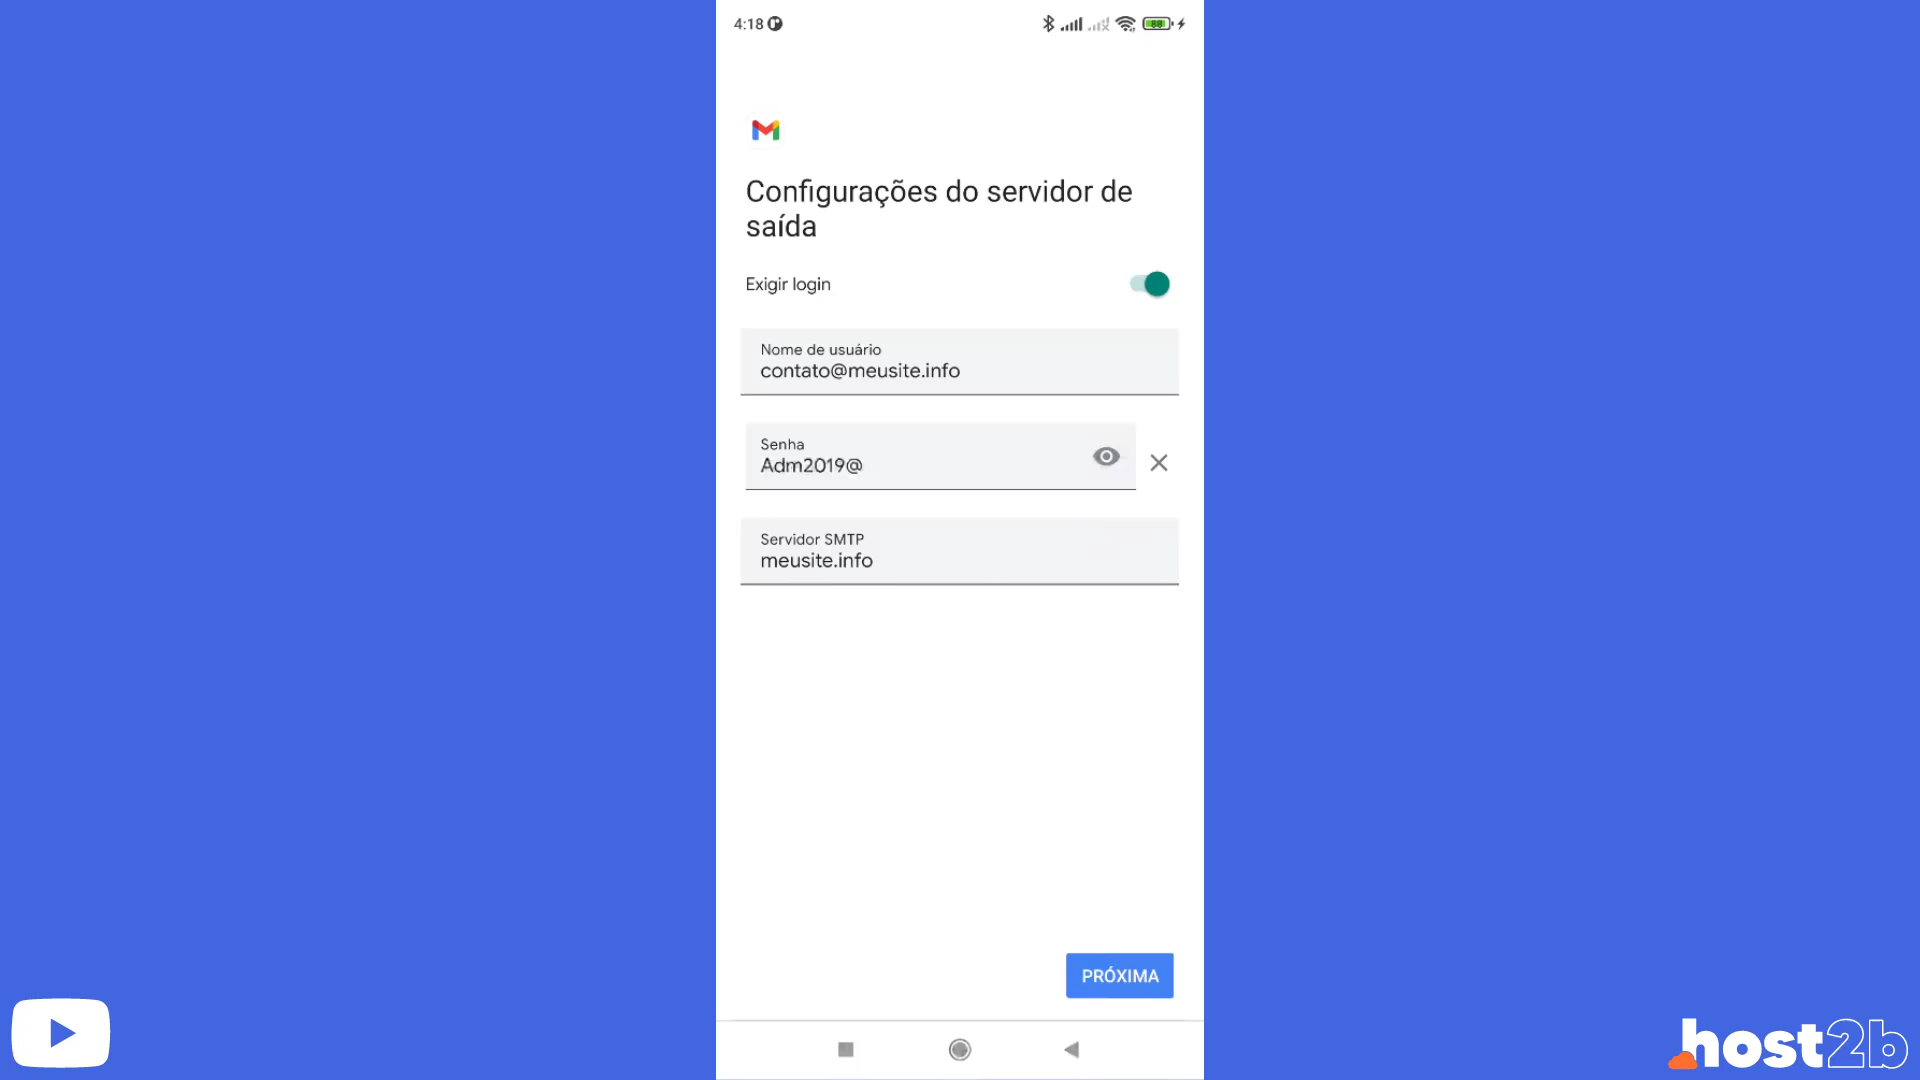 4:18
88
Configurações do servidor de
saída
Exigir login
Nome de usuário
contato@meusite.info
Senha
Adm2019@
Servidor SMTP
meusite.info
PRÓXIMA
host2b